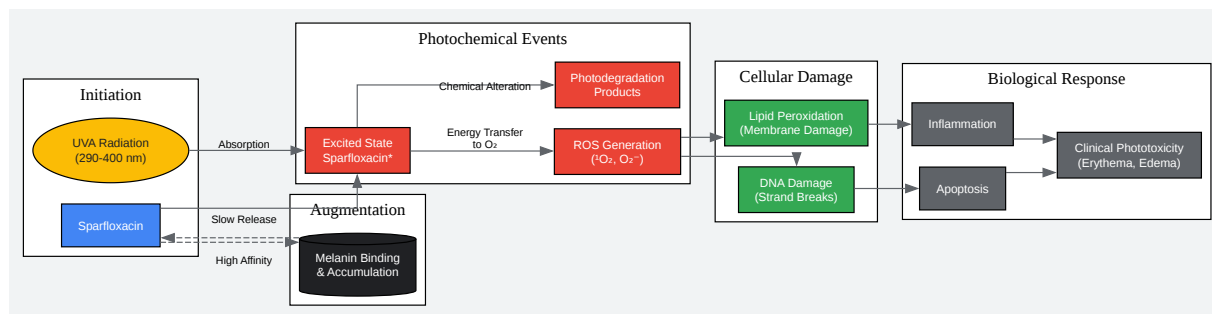 Initiation
UVA Radiation
(290-400 nm)
Sparfloxacin
Absorption
Slow Release
High Affinity
Photochemical Events
Excited State
Sparfloxacin*
Chemical Alteration
Energy Transfer
to O₂
Photodegradation
Products
ROS Generation
(¹O₂, O₂⁻)
Augmentation
Melanin Binding
& Accumulation
Cellular Damage
Lipid Peroxidation
(Membrane Damage)
DNA Damage
(Strand Breaks)
Biological Response
Inflammation
Apoptosis
Clinical Phototoxicity
(Erythema, Edema)